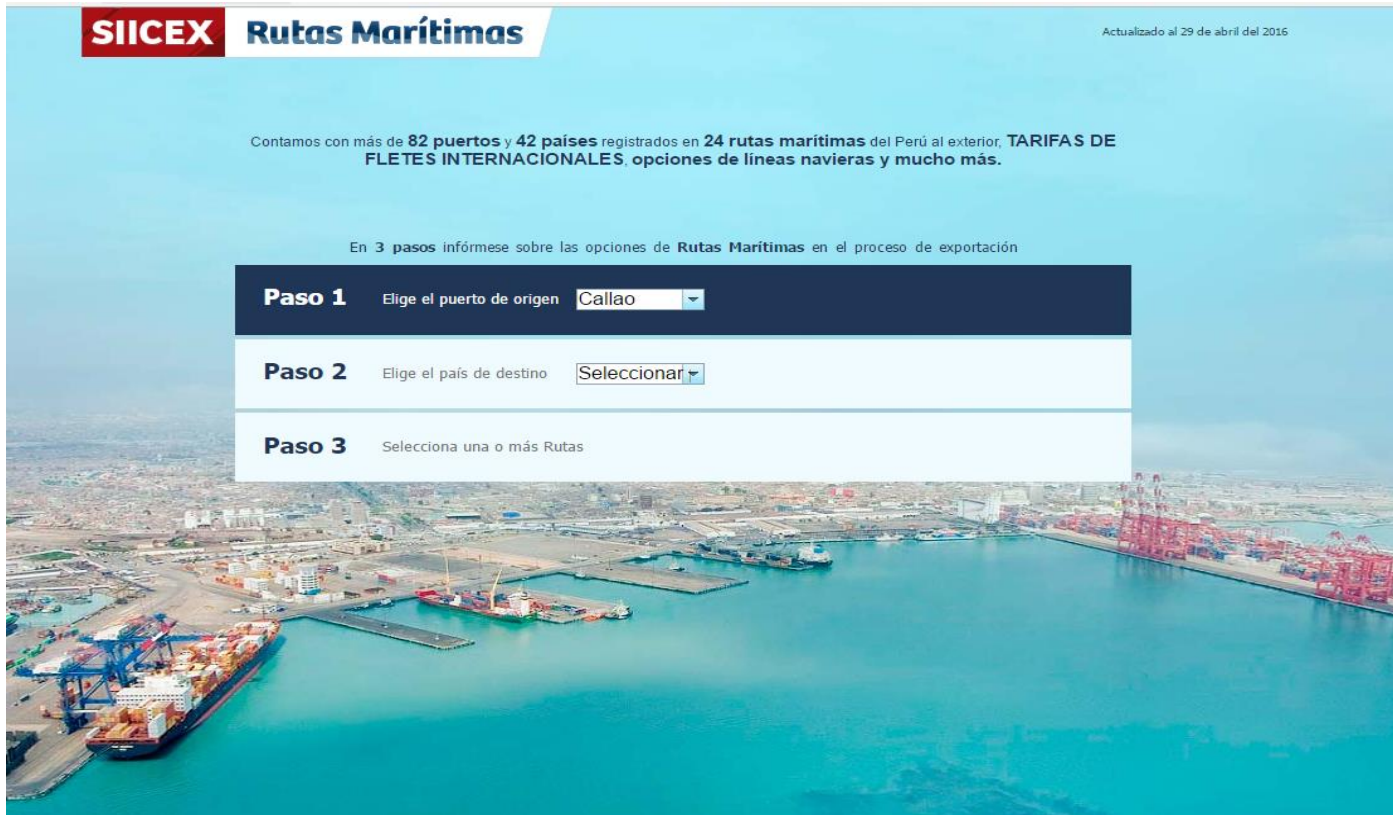 SIICEX Rutas Marítimas
Actualizado al 29 de abril del 2016
Contamos con más de 82 puertos y 42 países registrados en 24 rutas marítimas del Perú al exterior, TARIFAS DE
FLETES INTERNACIONALES, opciones de líneas navieras y mucho más.
En 3 pasos infórmese sobre las opciones de Rutas Marítimas en el proceso de exportación
Paso 1 Elige el puerto de origen Callao
Paso 2 Elige el país de destino Seleccionar
Paso 3 Selecciona una o más Rutas